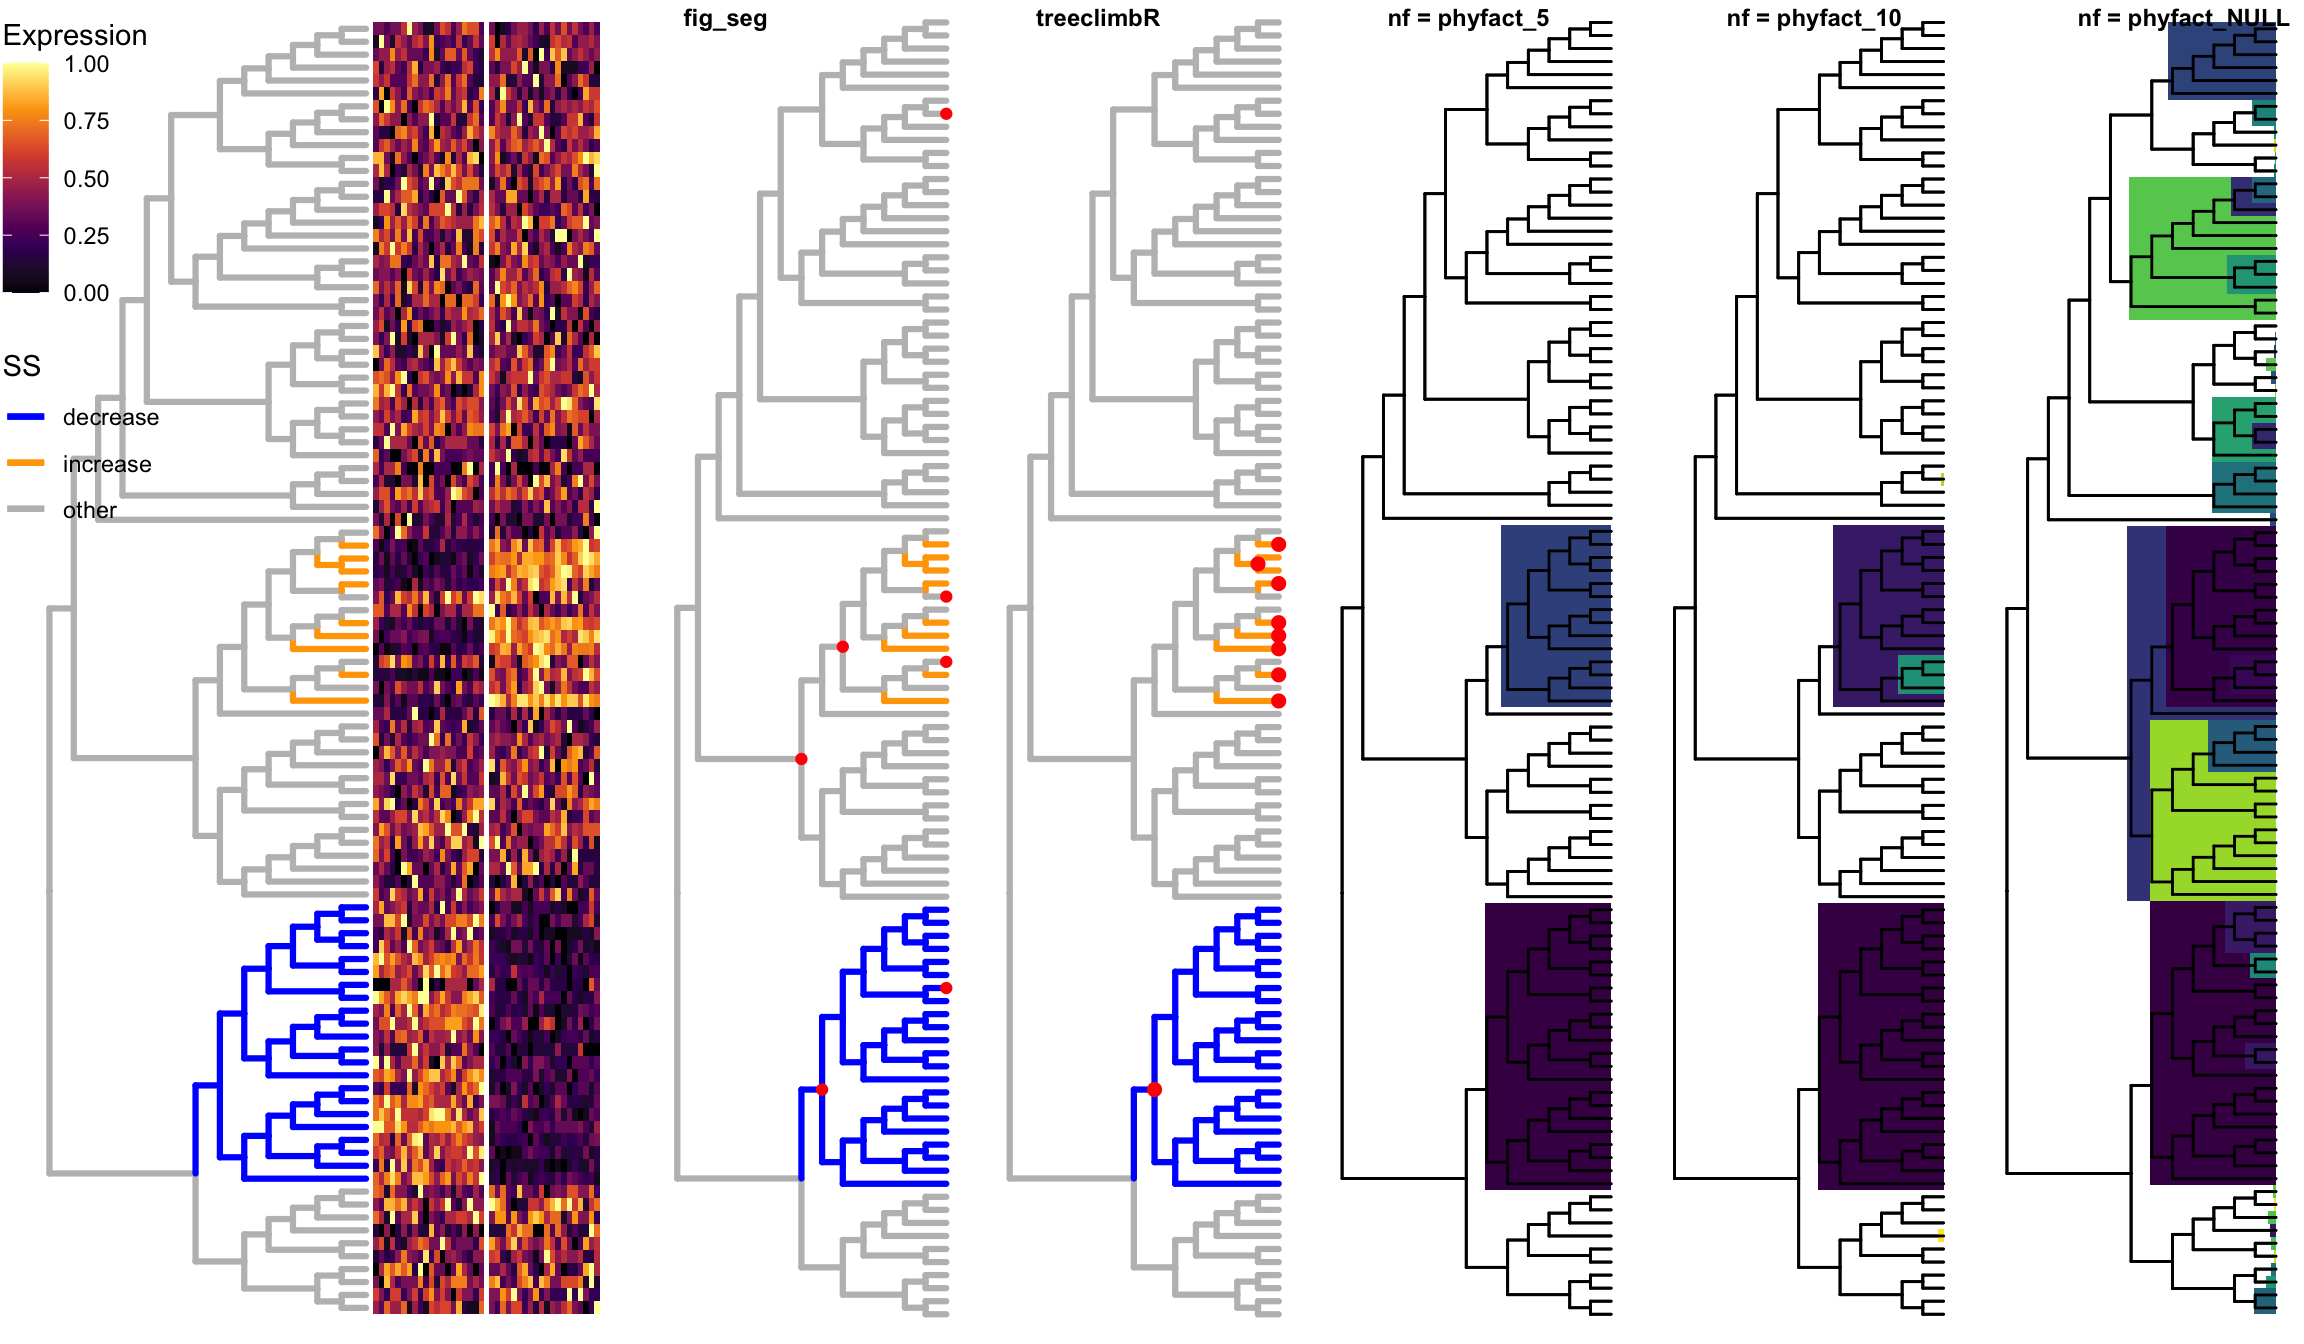 Expression
1.00
0.75
0.50
0.25
0.00
SS
decrease
increase
other
fig_seg
treeclimbR
nf = phyfact_5
nf = phyfact_10
nf = phyfact_NULL